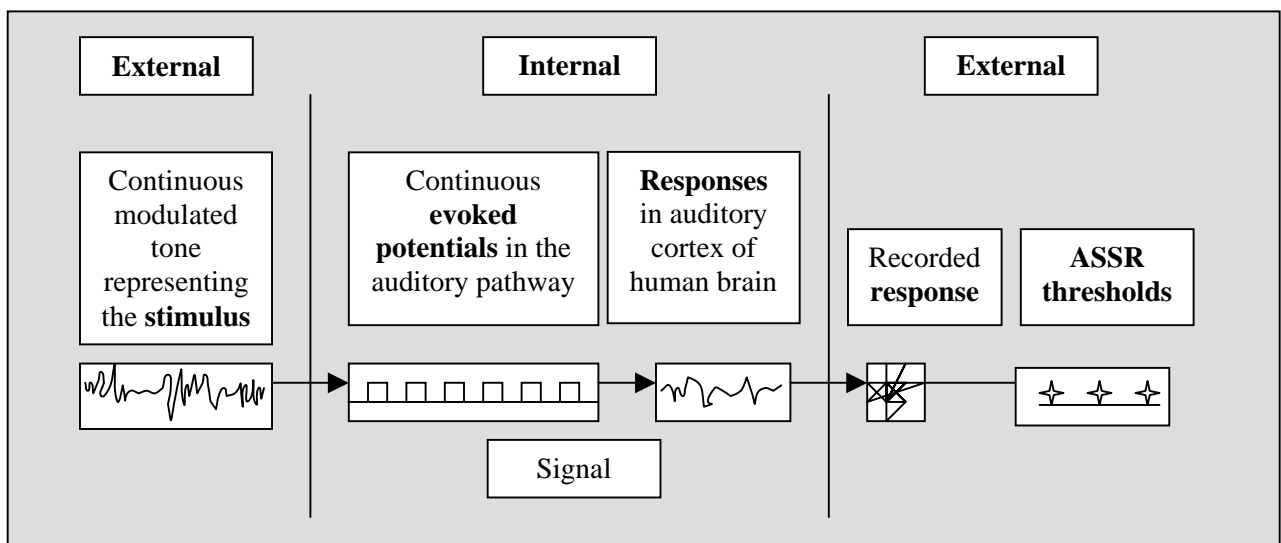 External
Internal
External
Continuous
modulated
tone
representing
the stimulus
Continuous
evoked
potentials in the
auditory pathway
Responses
in auditory
cortex of
human brain
Recorded
response
ASSR
thresholds
Signal